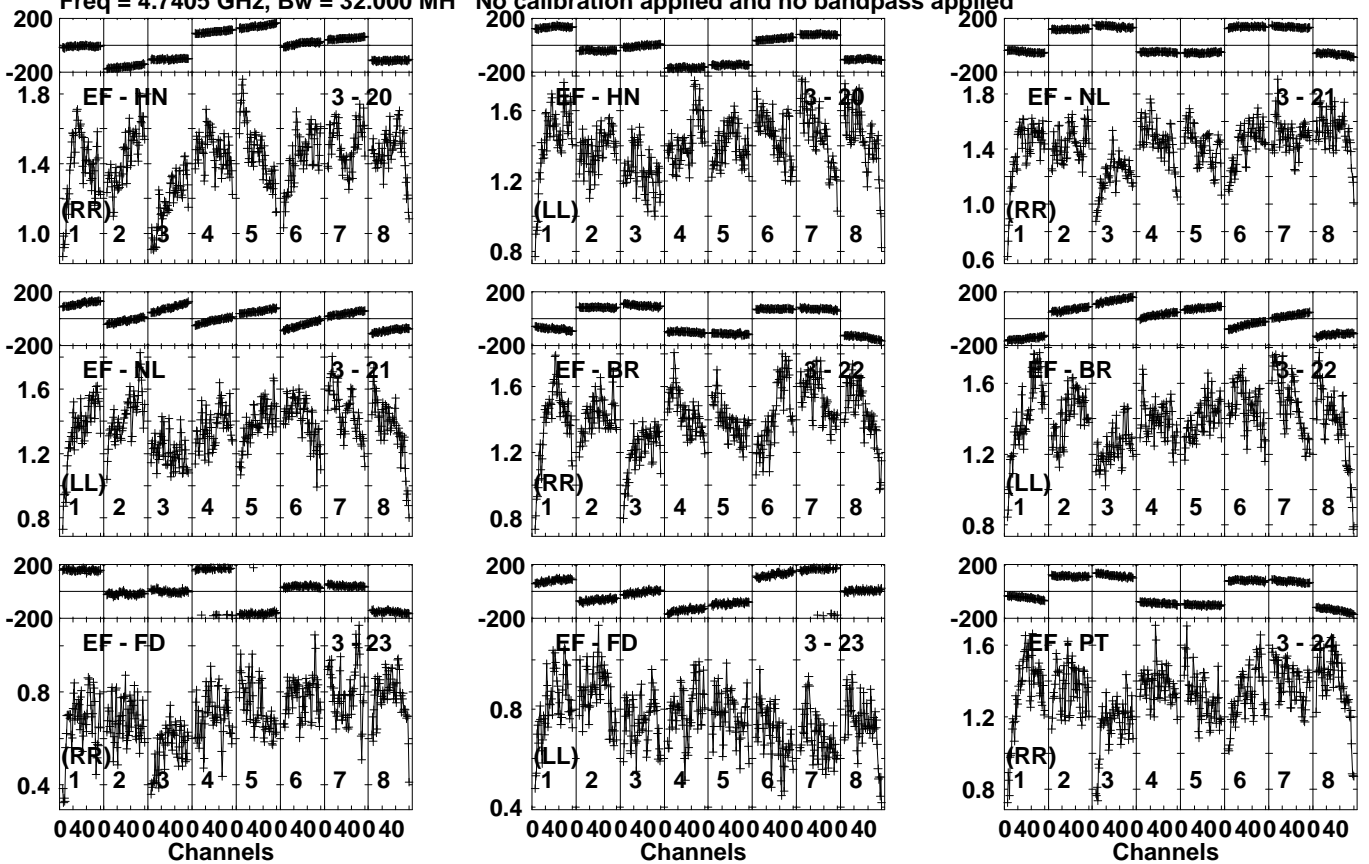 Freq = 4.7405 GHz, Bw = 32.000 MH No calibration applied and no bandpass applied
200
-200
EF - HN 3 - 20
1.8
1.4
1.0
(RR)
1 2 3 4 5 6 7 8
EF - HN 3 - 20
1.6
1.2
0.8
(LL)
1 2 3 4 5 6 7 8
200
-200
EF - NL 3 - 21
1.8
1.4
1.0
0.6
(RR)
1 2 3 4 5 6 7 8
200
-200
EF - NL 3 - 21
1.6
1.2
0.8
(LL)
1 2 3 4 5 6 7 8
200
-200
EF - BR 3 - 22
1.6
1.2
0.8
(RR)
1 2 3 4 5 6 7 8
200
-200
EF - BR 3 - 22
1.6
1.2
0.8
(LL)
1 2 3 4 5 6 7 8
200
-200
EF - FD 3 - 23
0.8
0.4
(RR)
1 2 3 4 5 6 7 8
0 40 0 40 0 40 0 40 0 40 0 40 0 40 0 40
Channels
200
-200
EF - FD 3 - 23
0.8
0.4
(LL)
1 2 3 4 5 6 7 8
0 40 0 40 0 40 0 40 0 40 0 40 0 40 0 40
Channels
200
-200
EF - PT 3 - 24
1.6
1.2
0.8
(RR)
1 2 3 4 5 6 7 8
0 40 0 40 0 40 0 40 0 40 0 40 0 40 0 40
Channels